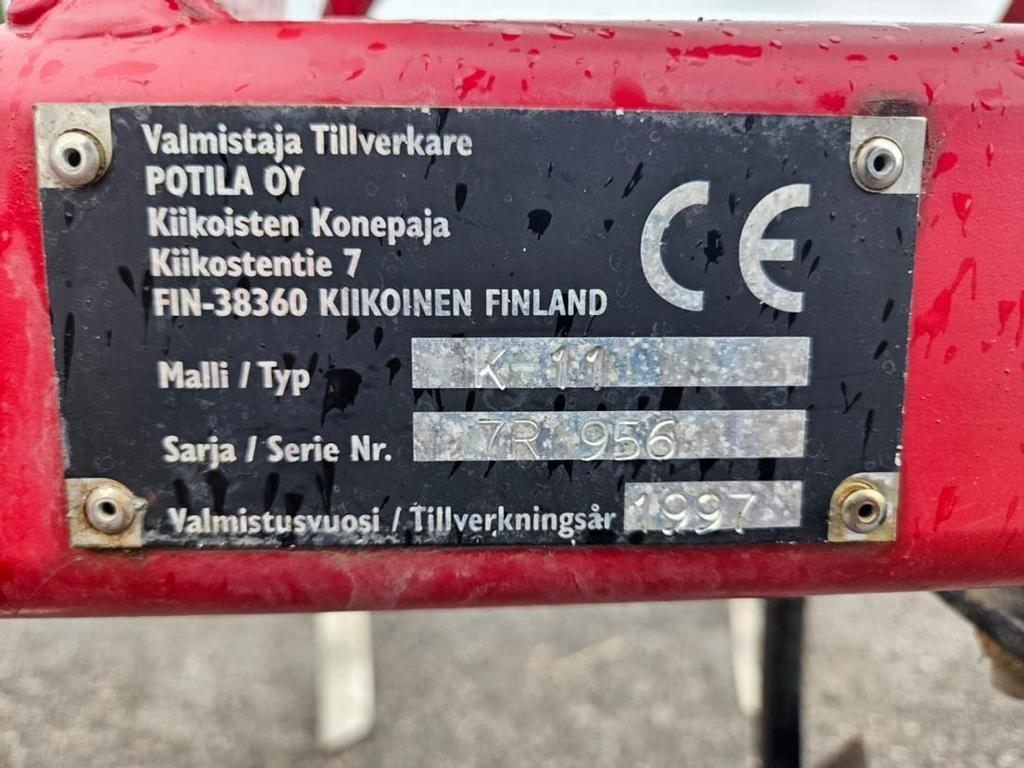 Valmistaja Tillverkare
POTILA OY
Kiikoisten Konepaja
Kiikostentie 7
FIN-38360 KIIKOINEN FINLAND
CE
Malli / Typ K-11
Sarja / Serie Nr. 7R 956
Valmistusvuosi / Tillverkningsår 1997